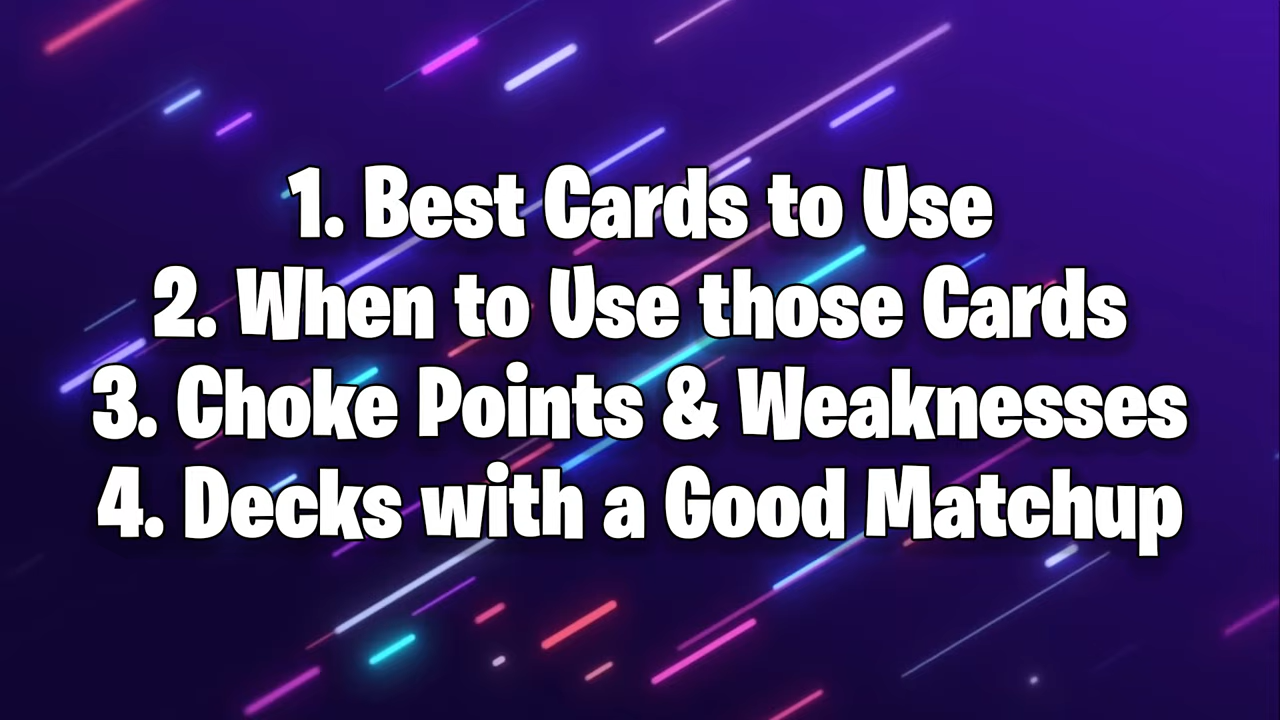 1. Best Cards to Use
2. When to Use those Cards
3. Choke Points & Weaknesses
4. Decks with a Good Matchup